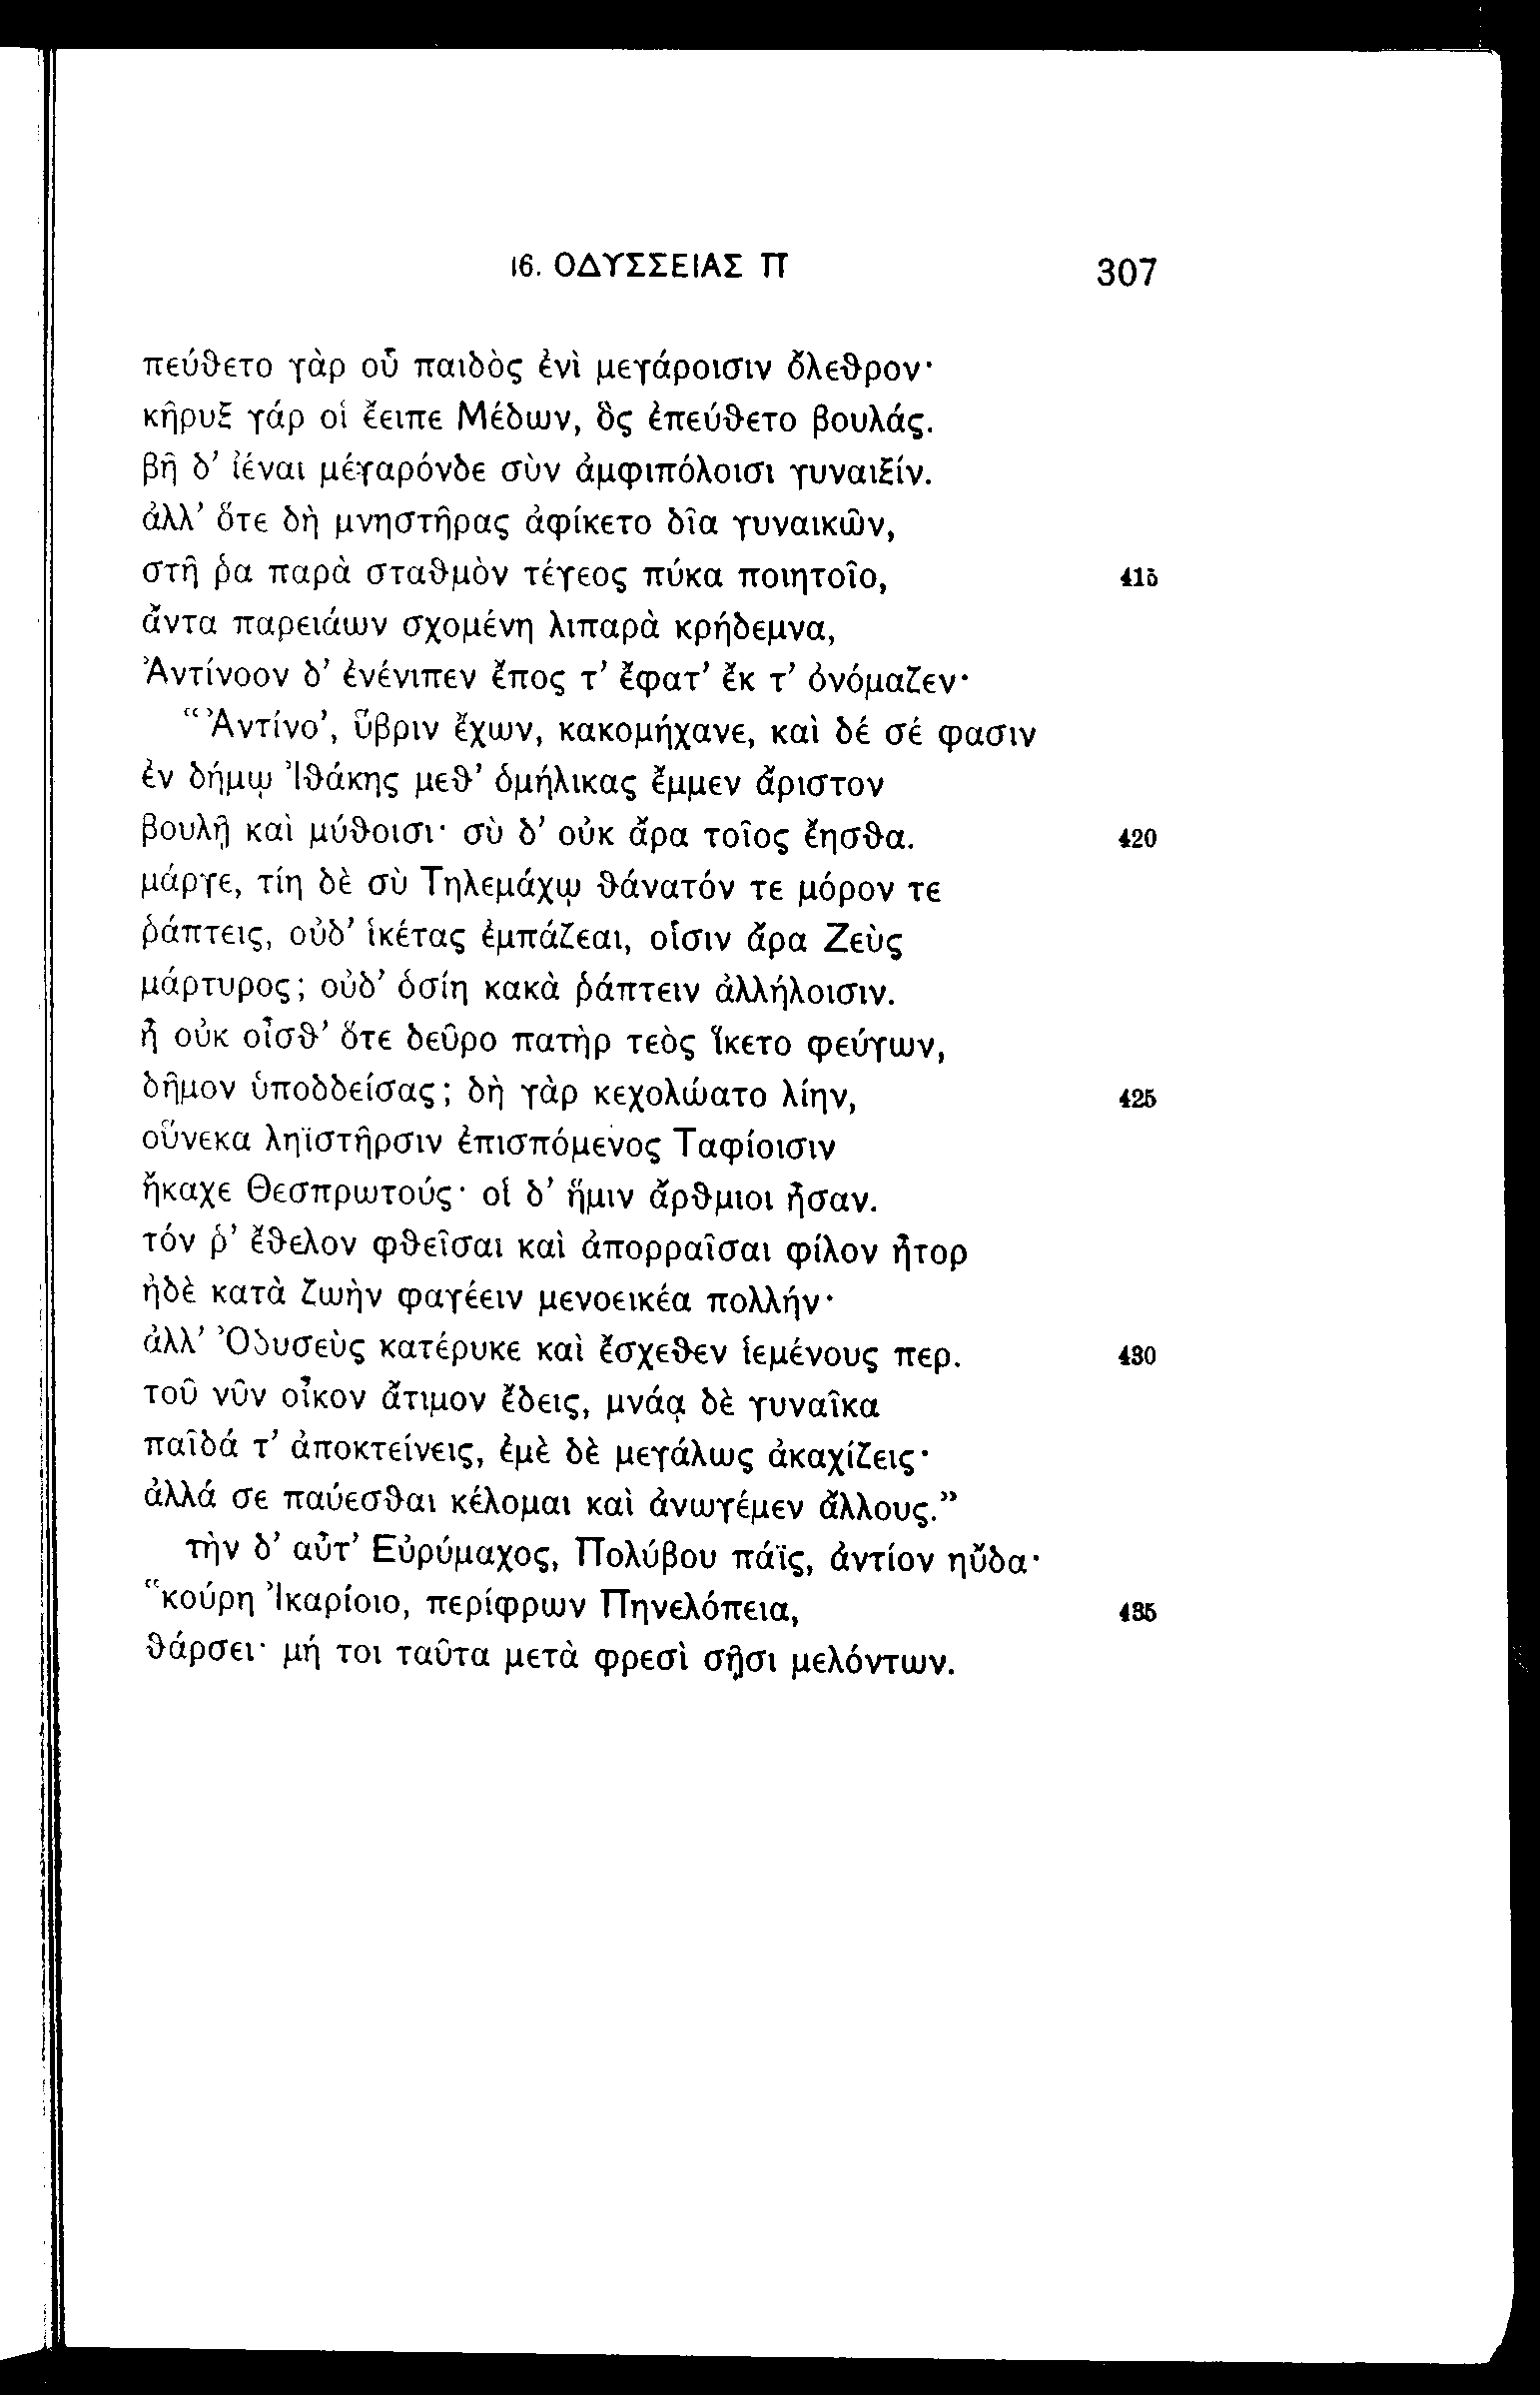 16. ΟΔΥΣΣΕΙΑΣ Π 307
πεύθετο γὰρ οὗ παιδὸς ἐνὶ μεγάροισιν ὄλεθρον·
κῆρυξ γάρ οἱ ἔειπε Μέδων, ὃς ἐπεύθετο βουλάς.
βῆ δ’ ἰέναι μέγαρόνδε σὺν ἀμφιπόλοισι γυναιξίν.
ἀλλ’ ὅτε δὴ μνηστῆρας ἀφίκετο δῖα γυναικῶν,
στῆ ῥα παρὰ σταθμὸν τέγεος πύκα ποιητοῖο, 415
ἄντα παρειάων σχομένη λιπαρὰ κρήδεμνα,
Ἀντίνοον δ’ ἐνένιπεν ἔπος τ’ ἔφατ’ ἔκ τ’ ὀνόμαζεν·
“Ἀντίνο’, ὕβριν ἔχων, κακομήχανε, καὶ δέ σέ φασιν
ἐν δήμῳ Ἰθάκης μεθ’ ὁμήλικας ἔμμεν ἄριστον
βουλῇ καὶ μύθοισι· σὺ δ’ οὐκ ἄρα τοῖος ἔησθα. 420
μάργε, τίη δὲ σὺ Τηλεμάχῳ θάνατόν τε μόρον τε
ῥάπτεις, οὐδ’ ἱκέτας ἐμπάζεαι, οἷσιν ἄρα Ζεὺς
μάρτυρος; οὐδ’ ὁσίη κακὰ ῥάπτειν ἀλλήλοισιν.
ἦ οὐκ οἶσθ’ ὅτε δεῦρο πατὴρ τεὸς ἵκετο φεύγων,
δῆμον ὑποδδείσας; δὴ γὰρ κεχολώατο λίην, 425
οὕνεκα ληϊστῆρσιν ἐπισπόμενος Ταφίοισιν
ἤκαχε Θεσπρωτούς· οἱ δ’ ἥμιν ἄρθμιοι ἦσαν.
τόν ῥ’ ἔθελον φθεῖσαι καὶ ἀπορραῖσαι φίλον ἦτορ
ἠδὲ κατὰ ζωὴν φαγέειν μενοεικέα πολλήν·
ἀλλ’ Ὀδυσεὺς κατέρυκε καὶ ἔσχεθεν ἱεμένους περ. 430
τοῦ νῦν οἶκον ἄτιμον ἔδεις, μνάᾳ δὲ γυναῖκα
παῖδά τ’ ἀποκτείνεις, ἐμὲ δὲ μεγάλως ἀκαχίζεις·
ἀλλά σε παύεσθαι κέλομαι καὶ ἀνωγέμεν ἄλλους.”
τὴν δ’ αὖτ’ Εὐρύμαχος, Πολύβου πάϊς, ἀντίον ηὔδα·
“κούρη Ἰκαρίοιο, περίφρων Πηνελόπεια, 435
θάρσει· μή τοι ταῦτα μετὰ φρεσὶ σῇσι μελόντων.